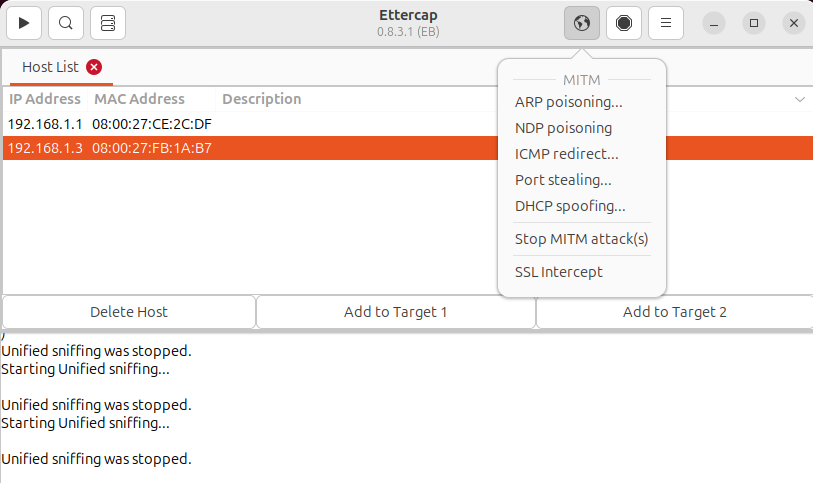 Ettercap
0.8.3.1 (EB)
Host List
IP Address MAC Address Description
192.168.1.1 08:00:27:CE:2C:DF
192.168.1.3 08:00:27:FB:1A:B7
MITM
ARP poisoning...
NDP poisoning
ICMP redirect...
Port stealing...
DHCP spoofing...
Stop MITM attack(s)
SSL Intercept
Delete Host Add to Target 1 Add to Target 2
Unified sniffing was stopped.
Starting Unified sniffing...
Unified sniffing was stopped.
Starting Unified sniffing...
Unified sniffing was stopped.